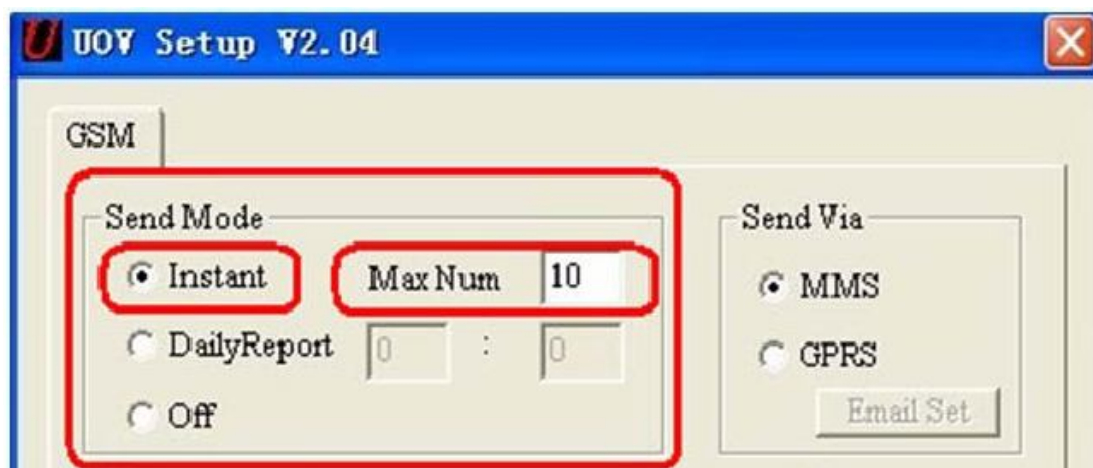 UOV Setup V2.04
GSM
Send Mode
Send Via
Instant
Max Num 10
MMS
DailyReport 0 : 0
GPRS
Off
Email Set